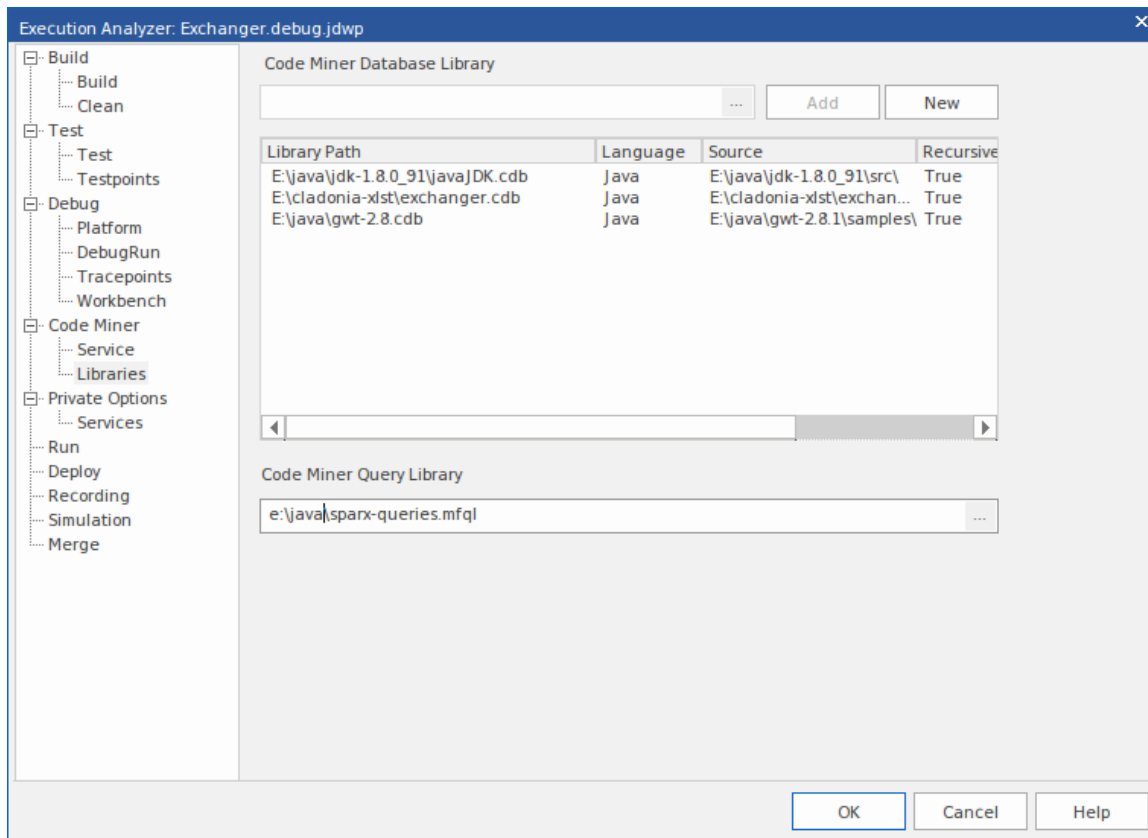 Execution Analyzer: Exchanger.debug.jdwp
Build
Build
Clean
Test
Test
Testpoints
Debug
Platform
DebugRun
Tracepoints
Workbench
Code Miner
Service
Libraries
Private Options
Services
Run
Deploy
Recording
Simulation
Merge
Code Miner Database Library
... Add New
Library Path Language Source Recursive
E:\java\jdk-1.8.0_91\javaJDK.cdb Java E:\java\jdk-1.8.0_91\src\ True
E:\cladonia-xlst\exchanger.cdb Java E:\cladonia-xlst\exchan... True
E:\java\gwt-2.8.cdb Java E:\java\gwt-2.8.1\samples\ True
Code Miner Query Library
e:\java\sparx-queries.mfql ...
OK Cancel Help